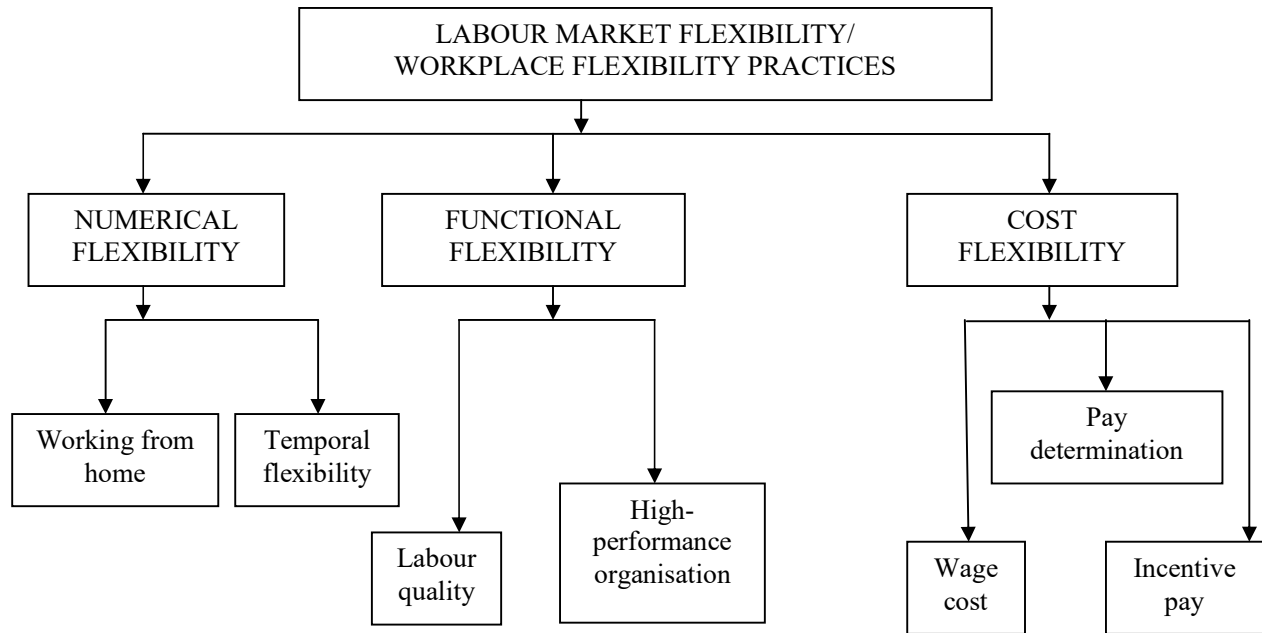 LABOUR MARKET FLEXIBILITY/
WORKPLACE FLEXIBILITY PRACTICES
NUMERICAL
FLEXIBILITY
FUNCTIONAL
FLEXIBILITY
COST
FLEXIBILITY
Working from
home
Temporal
flexibility
Labour
quality
High-
performance
organisation
Pay
determination
Wage
cost
Incentive
pay